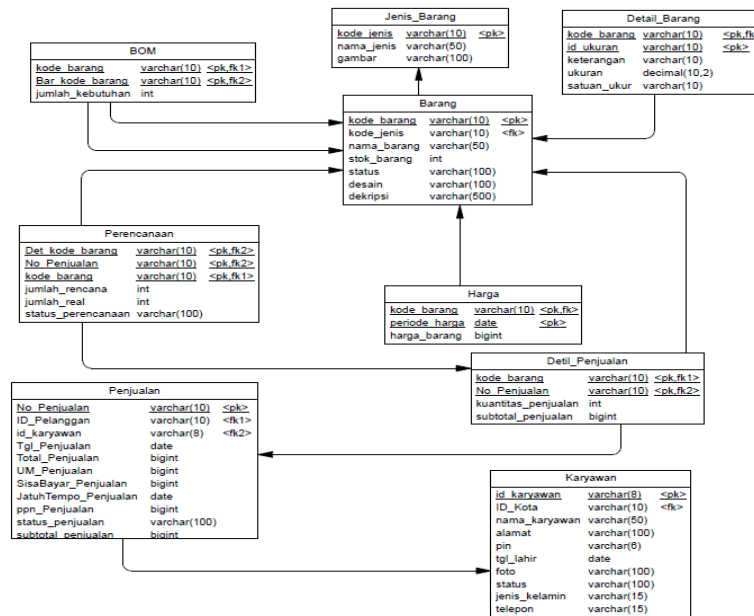 Jenis_Barang
kode_jenis varchar(10) <pk>
nama_jenis varchar(50)
gambar varchar(100)
Detail_Barang
kode_barang varchar(10) <pk,fk
id_ukuran varchar(10) <pk>
keterangan varchar(10)
ukuran decimal(10,2)
satuan_ukur varchar(10)
BOM
kode_barang varchar(10) <pk,fk1>
Bar_kode_barang varchar(10) <pk,fk2>
jumlah_kebutuhan int
Barang
kode_barang varchar(10) <pk>
kode_jenis varchar(10) <fk>
nama_barang varchar(50)
stok_barang int
status varchar(100)
desain varchar(100)
dekripsi varchar(500)
Perencanaan
Det_kode_barang varchar(10) <pk,fk2>
No_Penjualan varchar(10) <pk,fk2>
kode_barang varchar(10) <pk,fk1>
jumlah_rencana int
jumlah_real int
status_perencanaan varchar(100)
Harga
kode_barang varchar(10) <pk,fk>
periode_harga date <pk>
harga_barang bigint
Detil_Penjualan
kode_barang varchar(10) <pk,fk1>
No_Penjualan varchar(10) <pk,fk2>
kuantitas_penjualan int
subtotal_penjualan bigint
Penjualan
No_Penjualan varchar(10) <pk>
ID_Pelanggan varchar(10) <fk1>
id_karyawan varchar(8) <fk2>
Tgl_Penjualan date
Total_Penjualan bigint
UM_Penjualan bigint
SisaBayar_Penjualan bigint
JatuhTempo_Penjualan date
ppn_Penjualan bigint
status_penjualan varchar(100)
subtotal_penjualan bigint
Karyawan
id_karyawan varchar(8) <pk>
ID_Kota varchar(10) <fk>
nama_karyawan varchar(50)
alamat varchar(100)
pin varchar(6)
tgl_lahir date
foto varchar(100)
status varchar(100)
jenis_kelamin varchar(15)
telepon varchar(15)